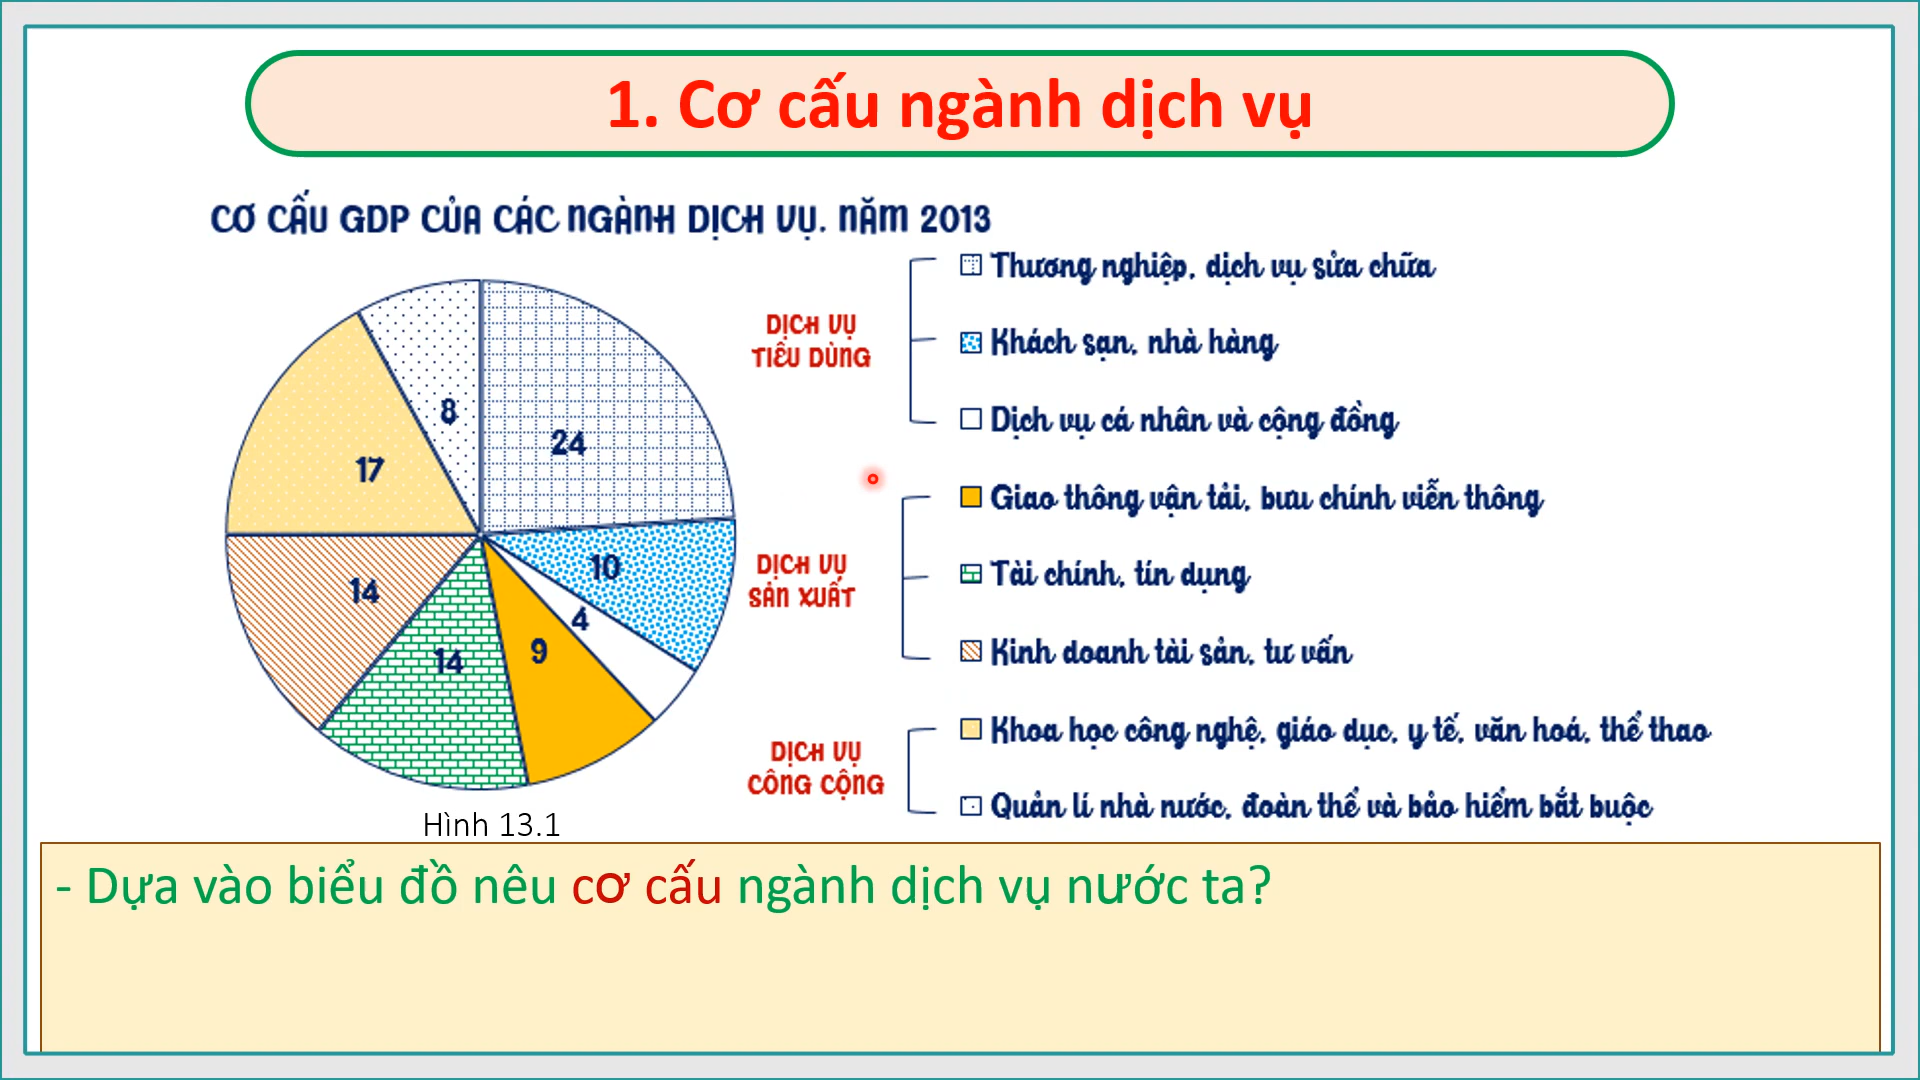 1. Cơ cấu ngành dịch vụ
CƠ CẤU GDP CỦA CÁC NGÀNH DỊCH VỤ. NĂM 2013
8
24
17
10
14
4
9
14
Hình 13.1
DỊCH VỤ
TIÊU DÙNG
Thương nghiệp, dịch vụ sửa chữa
Khách sạn, nhà hàng
Dịch vụ cá nhân và cộng đồng
DỊCH VỤ
SẢN XUẤT
Giao thông vận tải, bưu chính viễn thông
Tài chính, tín dụng
Kinh doanh tài sản, tư vấn
DỊCH VỤ
CÔNG CỘNG
Khoa học công nghệ, giáo dục, y tế, văn hoá, thể thao
Quản lí nhà nước, đoàn thể và bảo hiểm bắt buộc
- Dựa vào biểu đồ nêu cơ cấu ngành dịch vụ nước ta?